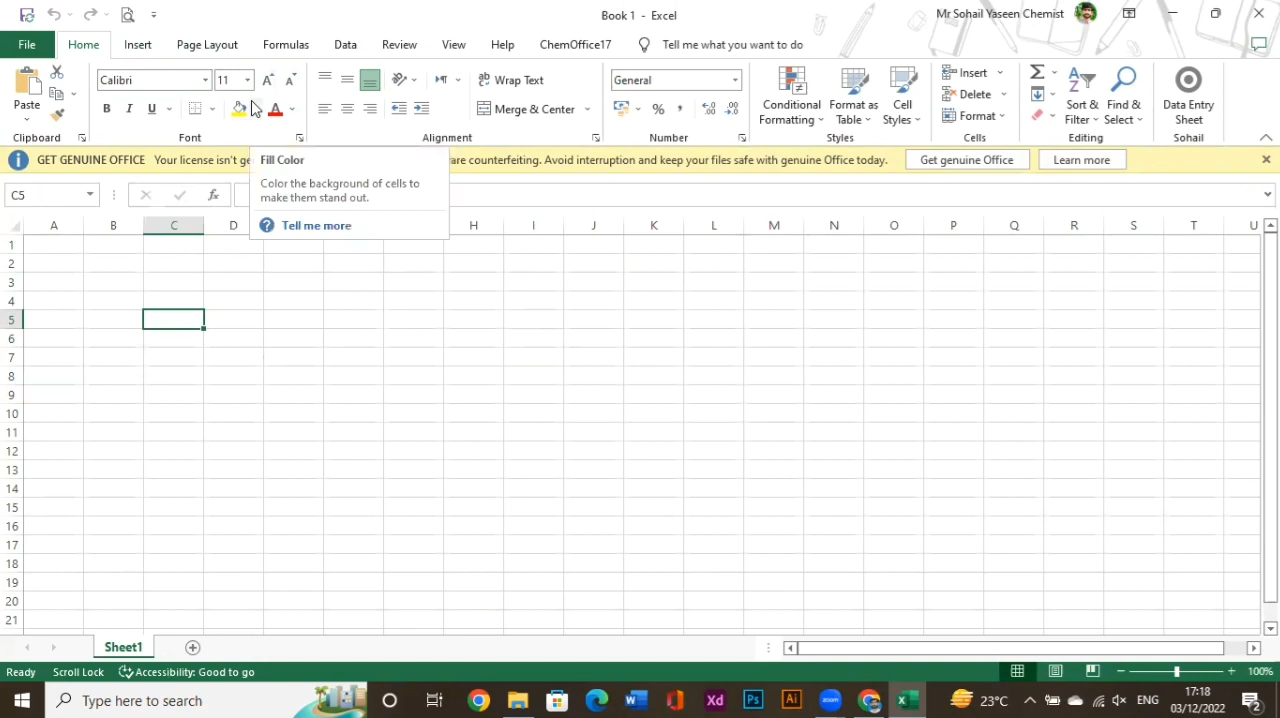 Book 1 - Excel
Mr Sohail Yaseen Chemist
File Home Insert Page Layout Formulas Data Review View Help ChemOffice17 Tell me what you want to do
Paste
Calibri 11
B I U A
Wrap Text
Merge & Center
General
%
Conditional Formatting
Format as Table
Cell Styles
Insert
Delete
Format
Sort & Filter
Find & Select
Data Entry Sheet
Clipboard Font Alignment Number Styles Cells Editing Sohail
GET GENUINE OFFICE Your license isn't ge are counterfeiting. Avoid interruption and keep your files safe with genuine Office today. Get genuine Office Learn more
Fill Color
Color the background of cells to
make them stand out.
Tell me more
C5 fx
A B C D H I J K L M N O P Q R S T U
1
2
3
4
5
6
7
8
9
10
11
12
13
14
15
16
17
18
19
20
21
Sheet1
Ready Scroll Lock Accessibility: Good to go 100%
Type here to search 23°C ENG 17:18
03/12/2022 2